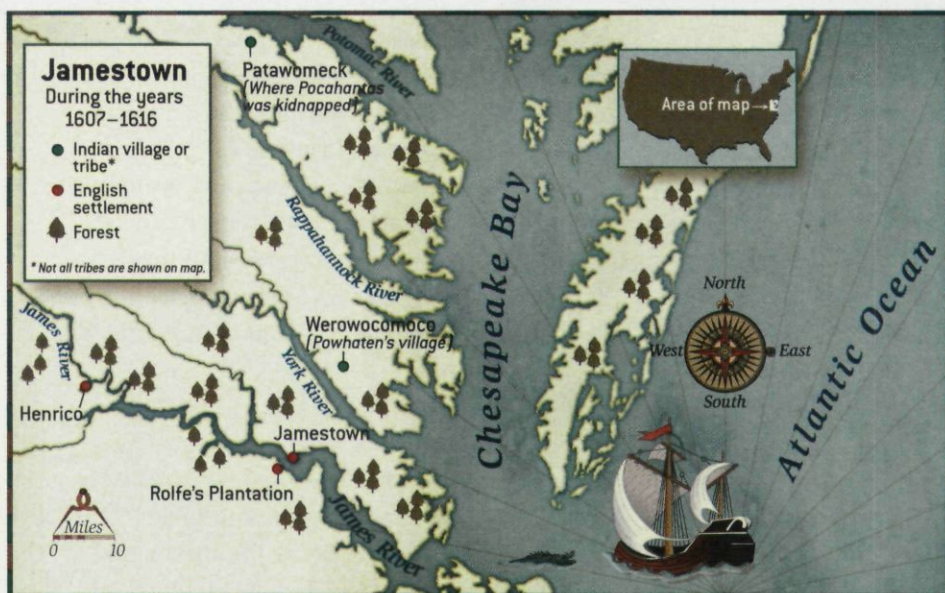 Jamestown
During the years
1607–1616
Indian village or
tribe*
English
settlement
Forest
* Not all tribes are shown on map.
Patawomeck
(Where Pocahontas
was kidnapped)
Potomac River
Area of map
Rappahannock River
Chesapeake Bay
Atlantic Ocean
North
West
East
South
Werowocomoco
(Powhaten's village)
York River
James
River
Henrico
Jamestown
Rolfe's Plantation
James River
Miles
0 10